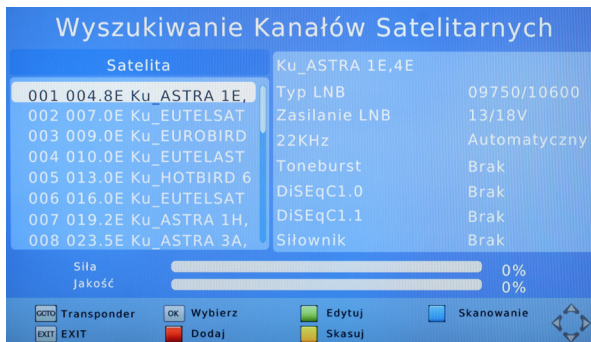 Wyszukiwanie Kanałów Satelitarnych
Satelita
001 004.8E Ku_ASTRA 1E,
002 007.0E Ku_EUTELSAT
003 009.0E Ku_EUROBIRD
004 010.0E Ku_EUTELAST
005 013.0E Ku_HOTBIRD 6
006 016.0E Ku_EUTELSAT
007 019.2E Ku_ASTRA 1H,
008 023.5E Ku_ASTRA 3A,
Ku_ASTRA 1E,4E
Typ LNB 09750/10600
Zasilanie LNB 13/18V
22KHz Automatyczny
Toneburst Brak
DiSEqC1.0 Brak
DiSEqC1.1 Brak
Siłownik Brak
Siła 0%
Jakość 0%
GOTO Transponder OK Wybierz Edytuj Skanowanie
EXIT EXIT Dodaj Skasuj